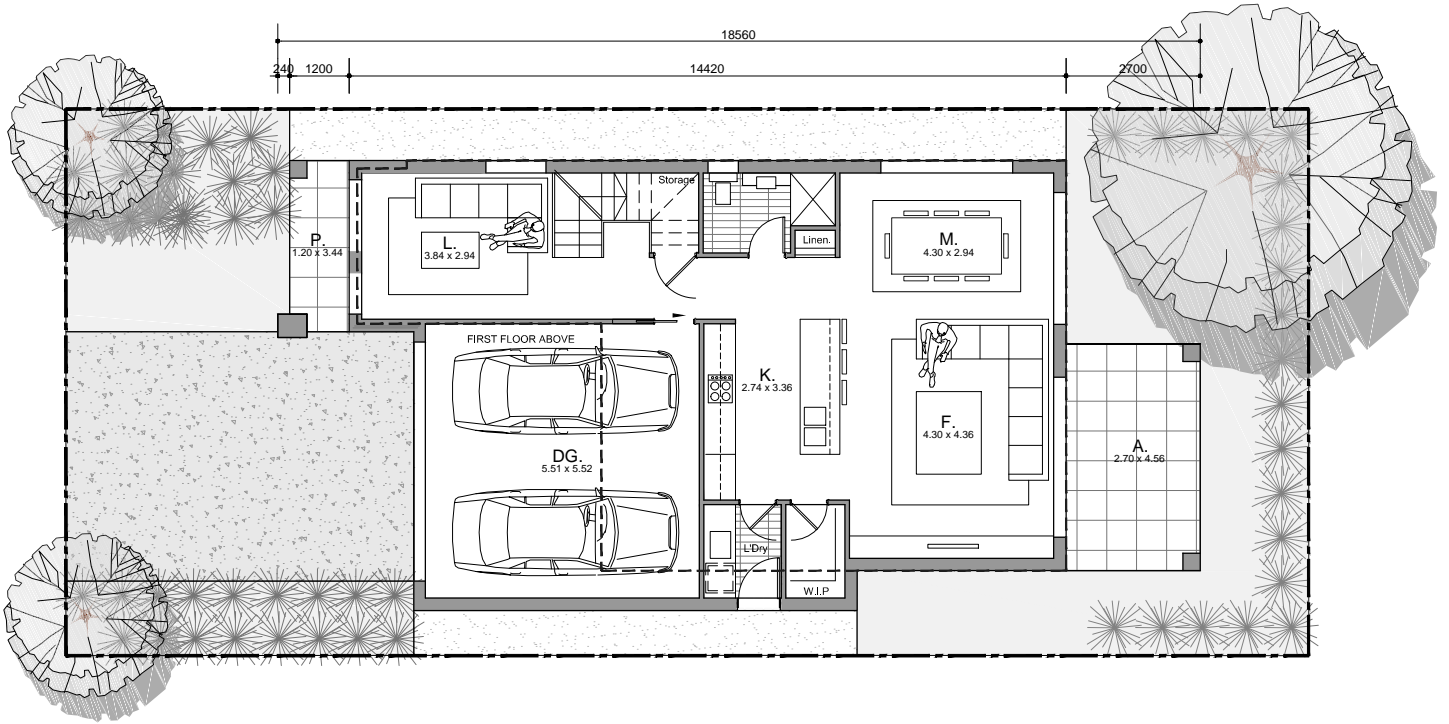 18560
240
1200
14420
2700
Storage
P.
1.20 x 3.44
L.
3.84 x 2.94
Linen.
M.
4.30 x 2.94
FIRST FLOOR ABOVE
K.
2.74 x 3.36
F.
4.30 x 4.36
DG.
5.51 x 5.52
A.
2.70 x 4.56
L'Dry
W.I.P